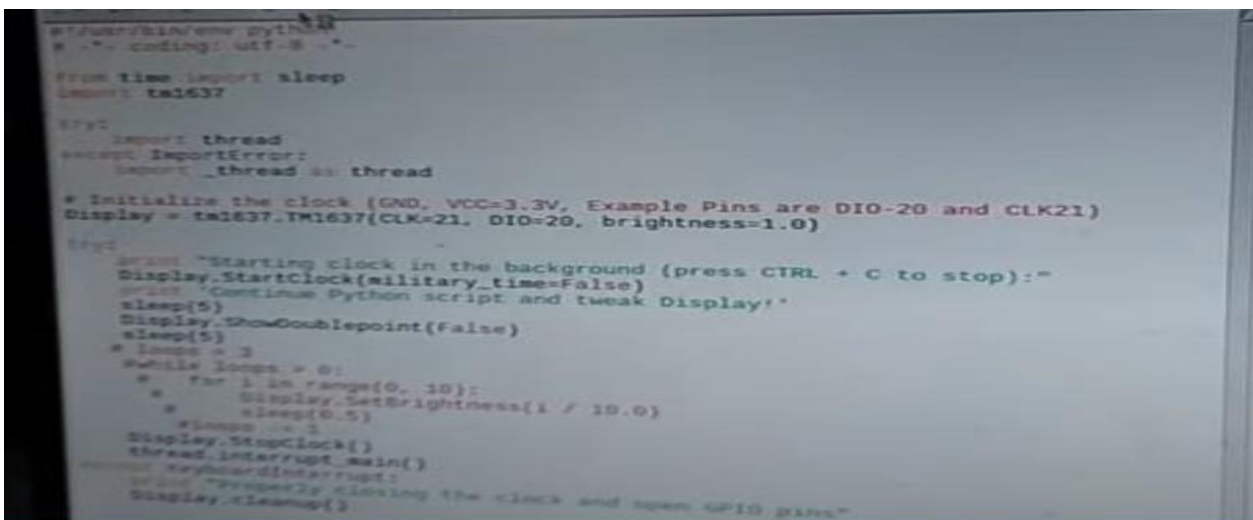 #!/usr/bin/env python
# -*- coding: utf-8 -*-
from time import sleep
import tm1637
try:
import thread
except ImportError:
import _thread as thread
# Initialize the clock (GND, VCC=3.3V, Example Pins are DIO-20 and CLK21)
Display = tm1637.TM1637(CLK=21, DIO=20, brightness=1.0)
try:
print "Starting clock in the background (press CTRL + C to stop):"
Display.StartClock(military_time=False)
print "Continue Python script and tweak Display!"
sleep(5)
Display.ShowDoublepoint(False)
sleep(5)
# loops = 3
#while loops > 0:
# for i in range(0, 10):
# Display.SetBrightness(i / 10.0)
# sleep(0.5)
#loops -= 1
Display.StopClock()
thread.interrupt_main()
except KeyboardInterrupt:
print "Properly closing the clock and open GPIO pins"
Display.cleanup()